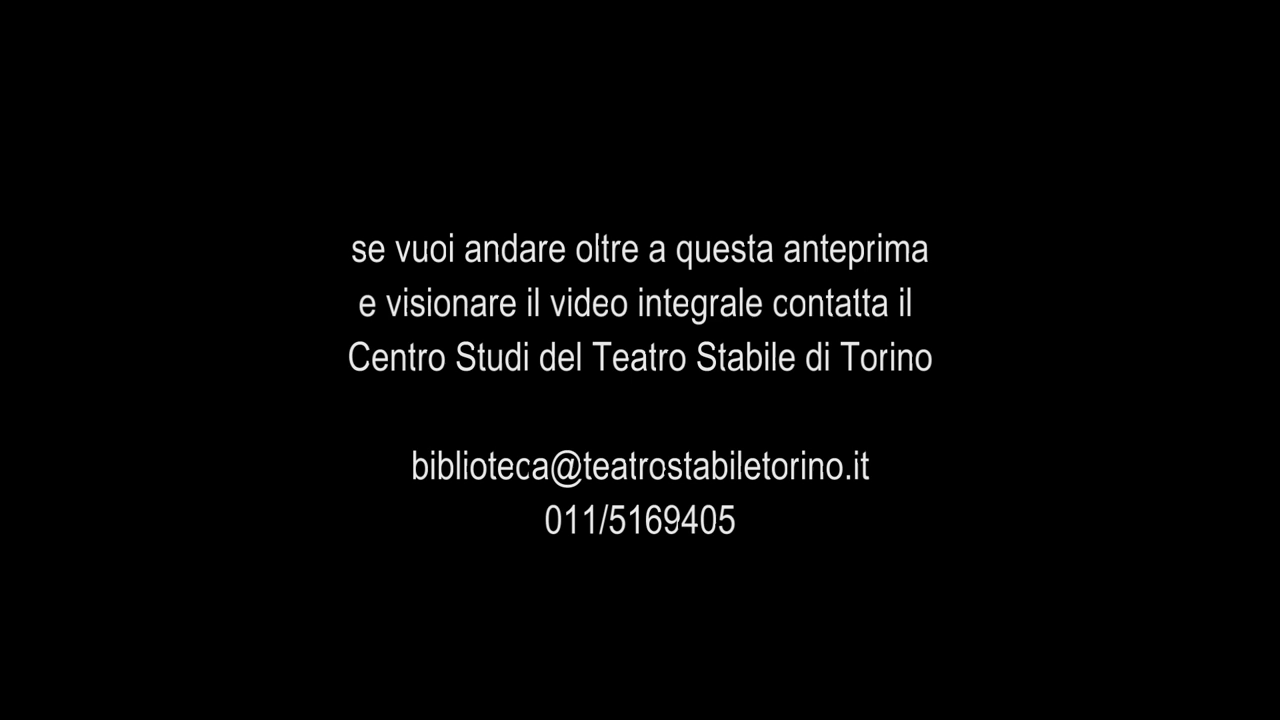 se vuoi andare oltre a questa anteprima
e visionare il video integrale contatta il
Centro Studi del Teatro Stabile di Torino
biblioteca@teatrostabiletorino.it
011/5169405